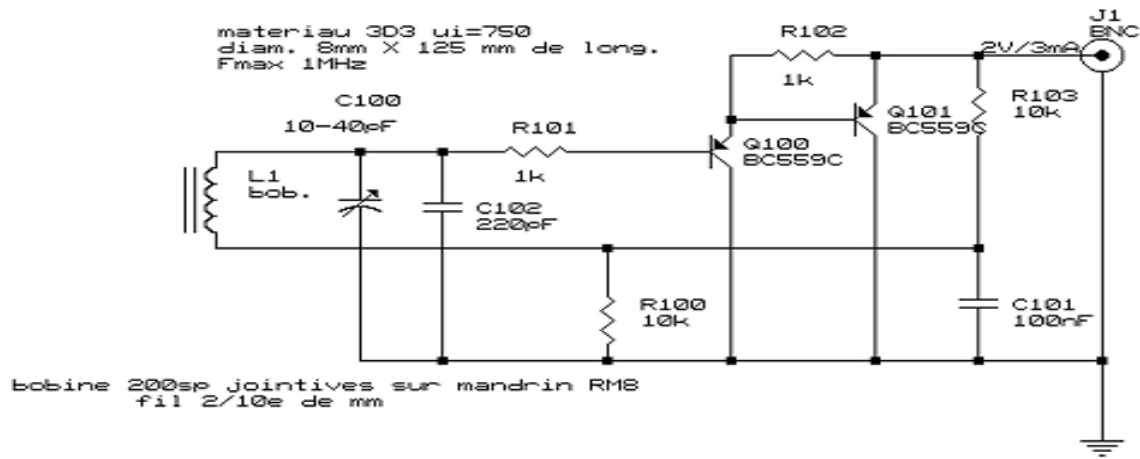 materiau 3D3 ui=750
diam. 8mm X 125 mm de long.
Fmax 1MHz
R102
1k
J1
BNC
2V/3mA
C100
10-40pF
R101
1k
Q100
BC559C
Q101
BC559C
R103
10k
L1
bob.
C102
220pF
R100
10k
C101
100nF
bobine 200sp jointives sur mandrin RM8
fil 2/10e de mm